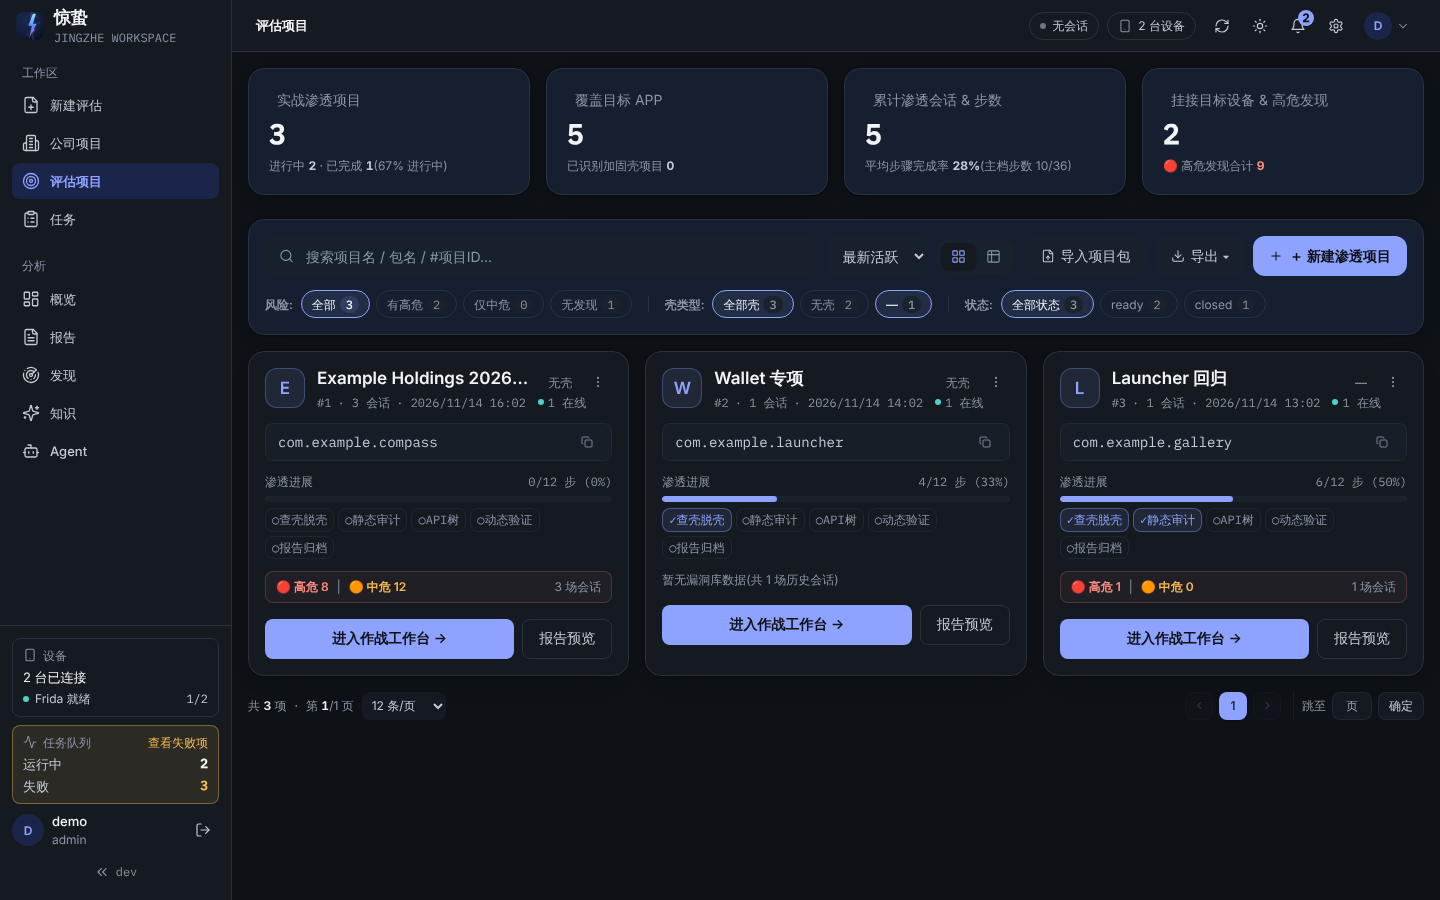 惊蛰
JINGZHE WORKSPACE
工作区
新建评估
公司项目
评估项目
任务
分析
概览
报告
发现
知识
Agent
设备
2 台已连接
Frida 就绪 1/2
任务队列 查看失败项
运行中 2
失败 3
D demo
admin
dev
评估项目
无会话 2 台设备 2 D
实战渗透项目
3
进行中 2 · 已完成 1(67% 进行中)
覆盖目标 APP
5
已识别加固壳项目 0
累计渗透会话 & 步数
5
平均步骤完成率 28%(主档步数 10/36)
挂接目标设备 & 高危发现
2
高危发现合计 9
搜索项目名 / 包名 / #项目ID... 最新活跃 导入项目包 导出 + 新建渗透项目
风险: 全部 3 有高危 2 仅中危 0 无发现 1 壳类型: 全部壳 3 无壳 2 — 1 状态: 全部状态 3 ready 2 closed 1
E Example Holdings 2026... 无壳
#1 · 3 会话 · 2026/11/14 16:02 1 在线
com.example.compass
渗透进展 0/12 步 (0%)
○查壳脱壳 ○静态审计 ○API树 ○动态验证
○报告归档
高危 8 | 中危 12 3 场会话
进入作战工作台 → 报告预览
W Wallet 专项 无壳
#2 · 1 会话 · 2026/11/14 14:02 1 在线
com.example.launcher
渗透进展 4/12 步 (33%)
✓查壳脱壳 ○静态审计 ○API树 ○动态验证
○报告归档
暂无漏洞库数据(共 1 场历史会话)
进入作战工作台 → 报告预览
L Launcher 回归 —
#3 · 1 会话 · 2026/11/14 13:02 1 在线
com.example.gallery
渗透进展 6/12 步 (50%)
✓查壳脱壳 ✓静态审计 ○API树 ○动态验证
○报告归档
高危 1 | 中危 0 1 场会话
进入作战工作台 → 报告预览
共 3 项 · 第 1/1 页 12 条/页 1 跳至 页 确定